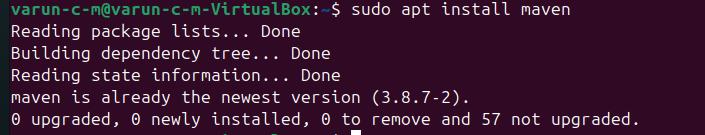 varun-c-m@varun-c-m-VirtualBox:~$ sudo apt install maven
Reading package lists... Done
Building dependency tree... Done
Reading state information... Done
maven is already the newest version (3.8.7-2).
0 upgraded, 0 newly installed, 0 to remove and 57 not upgraded.